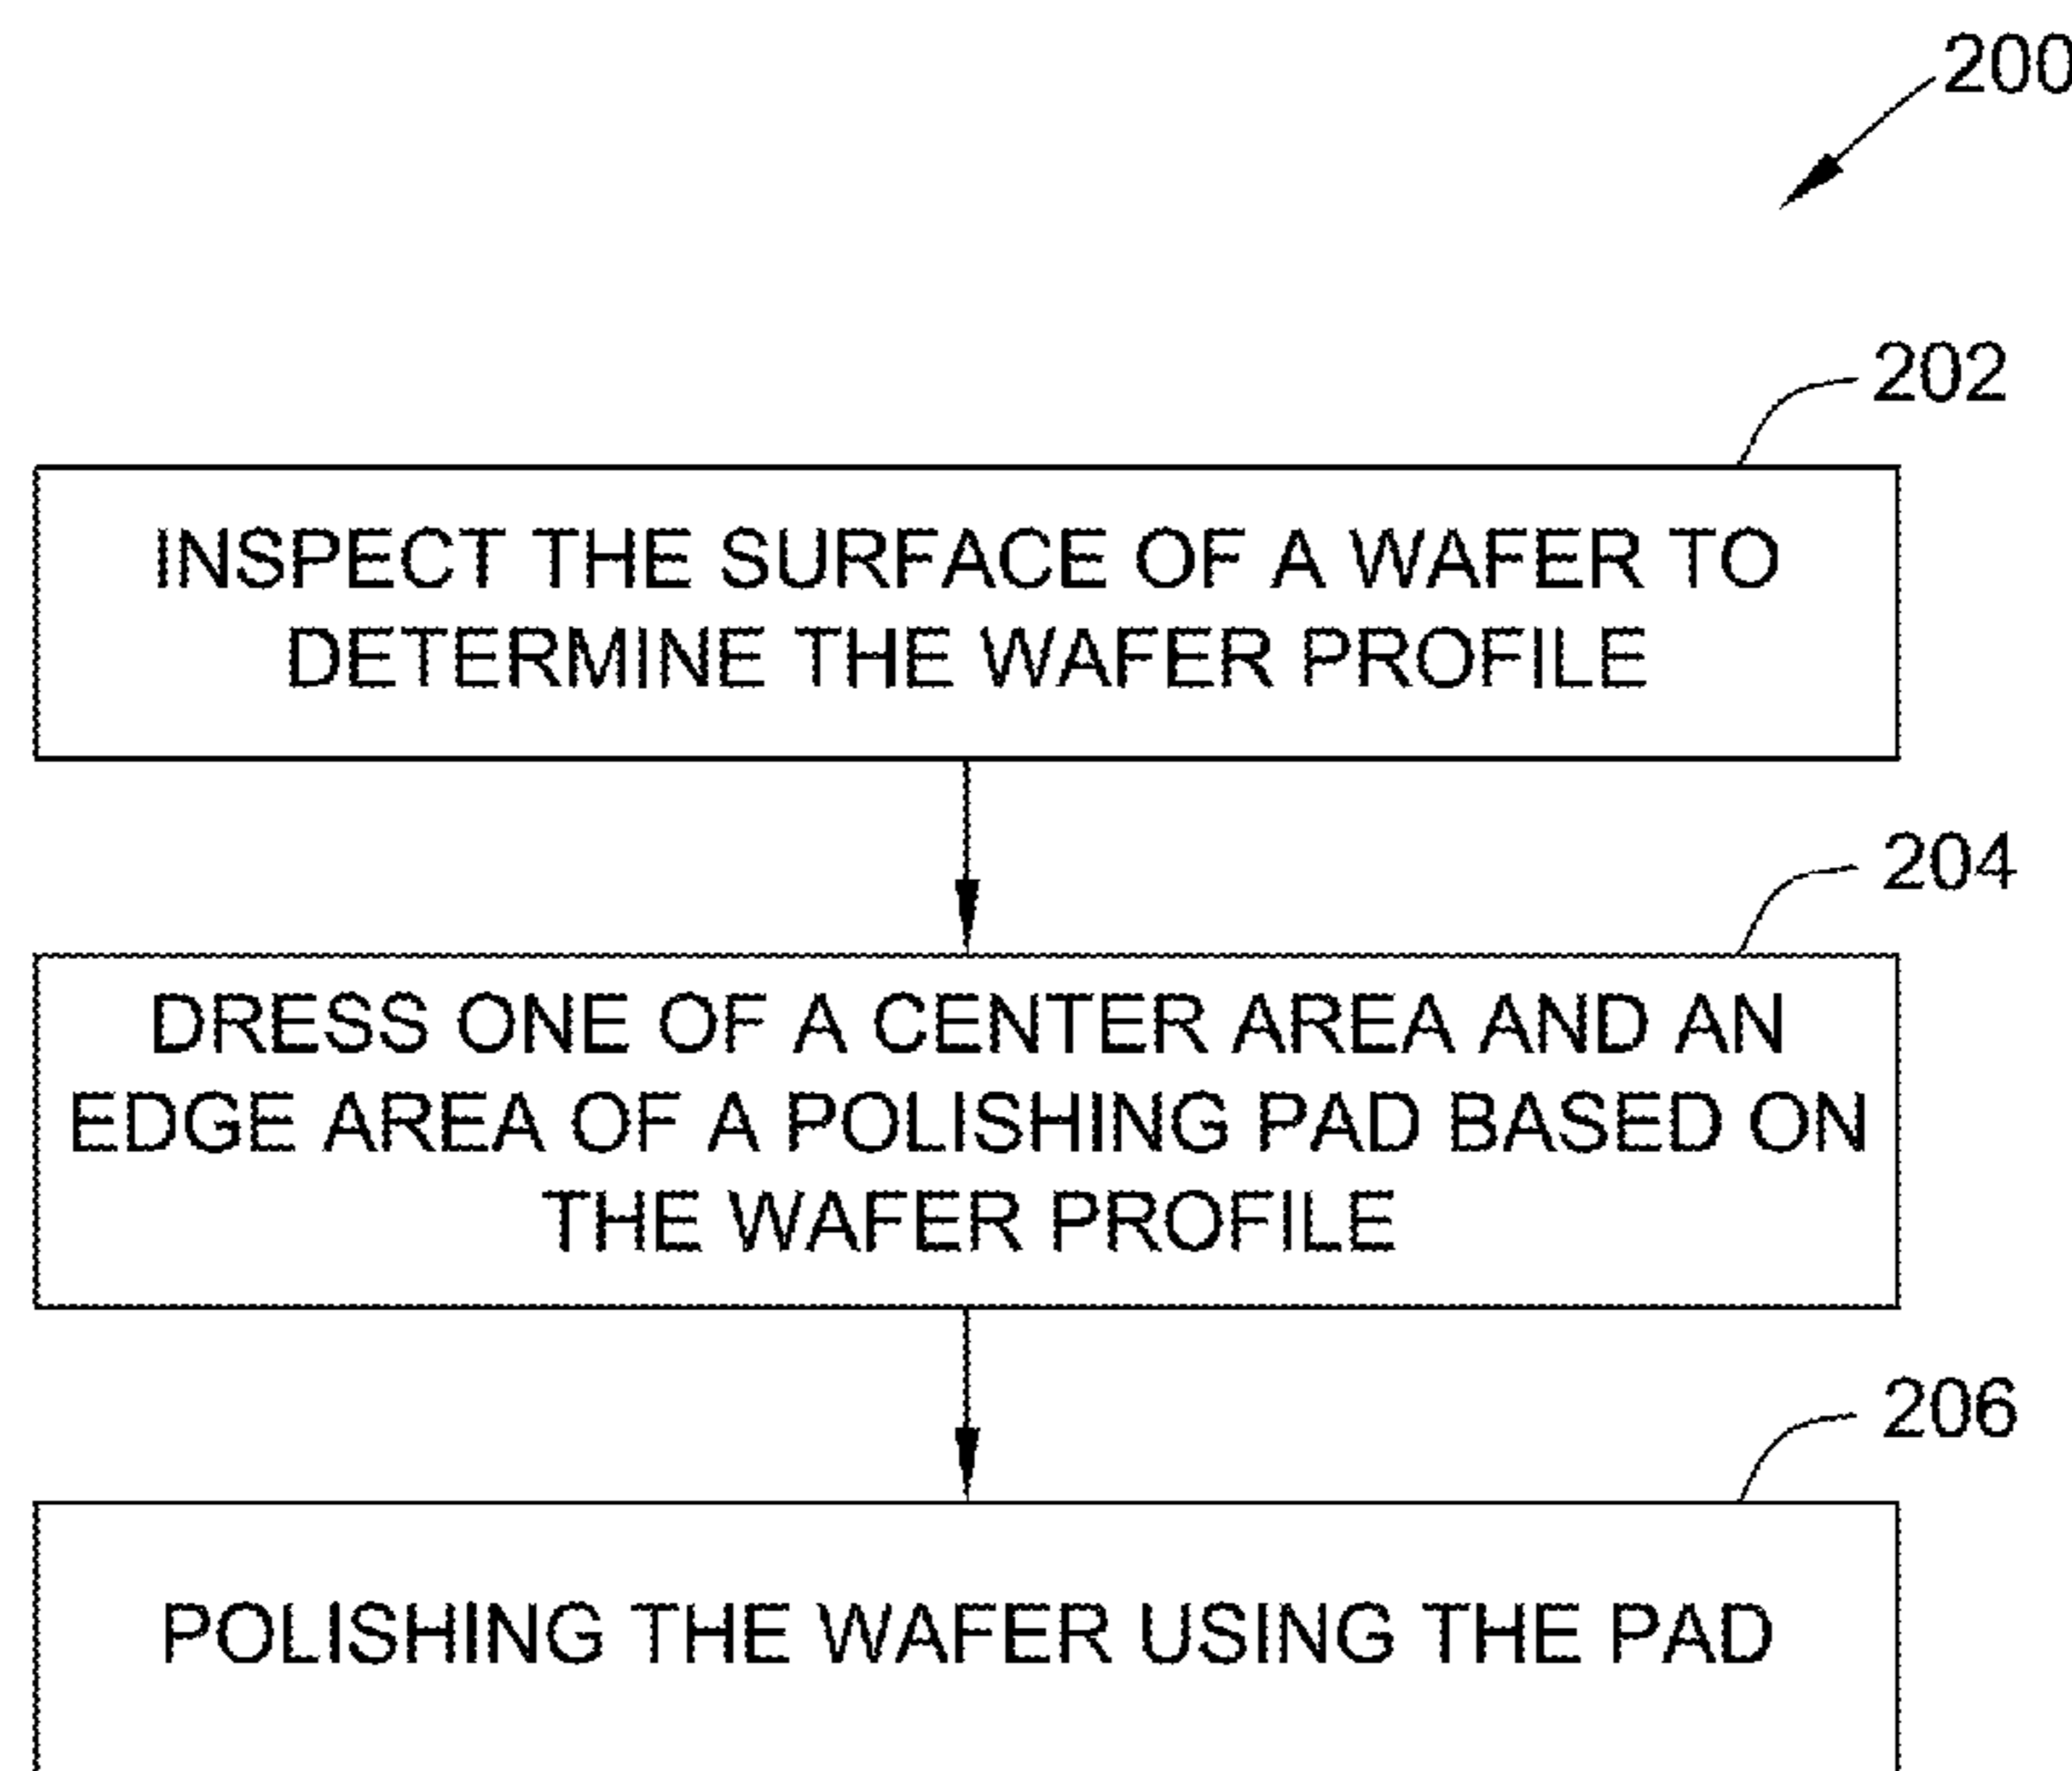 200
202
INSPECT THE SURFACE OF A WAFER TO
DETERMINE THE WAFER PROFILE
204
DRESS ONE OF A CENTER AREA AND AN
EDGE AREA OF A POLISHING PAD BASED ON
THE WAFER PROFILE
206
POLISHING THE WAFER USING THE PAD